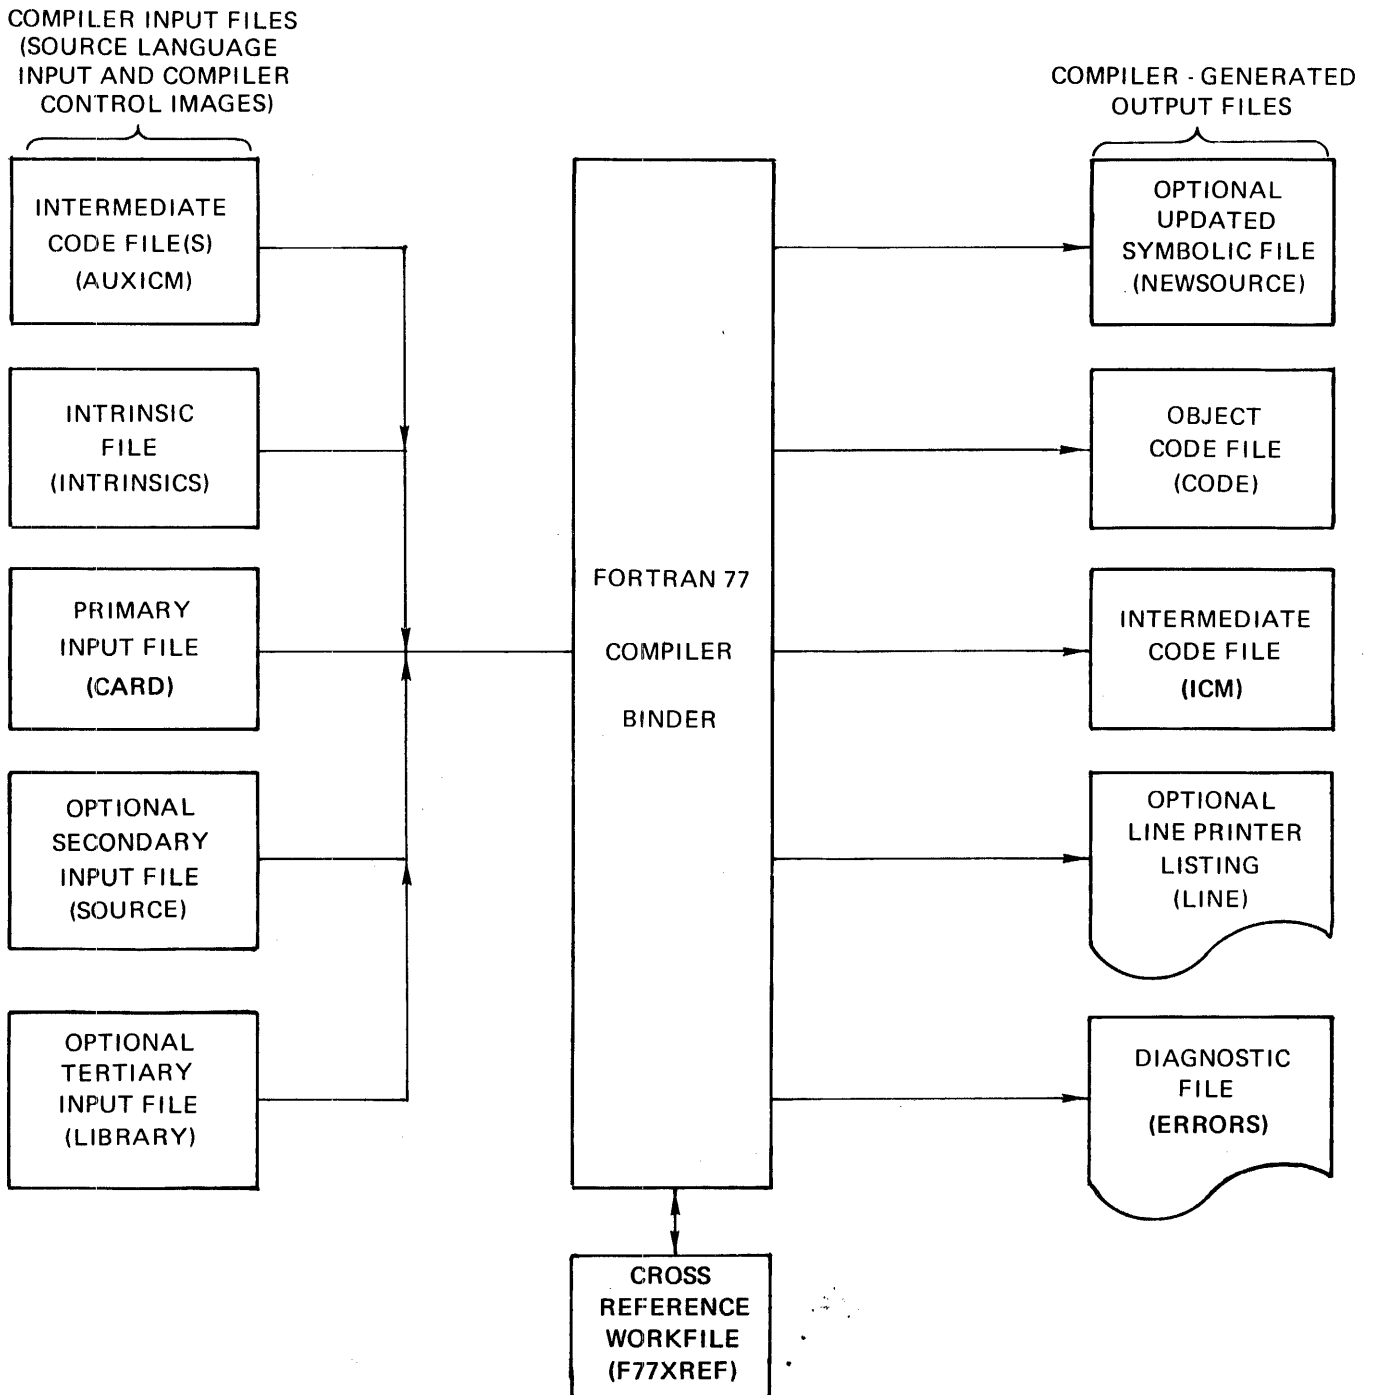 COMPILER INPUT FILES
(SOURCE LANGUAGE
INPUT AND COMPILER
CONTROL IMAGES)
INTERMEDIATE
CODE FILE(S)
(AUXICM)
INTRINSIC
FILE
(INTRINSICS)
PRIMARY
INPUT FILE
(CARD)
OPTIONAL
SECONDARY
INPUT FILE
(SOURCE)
OPTIONAL
TERTIARY
INPUT FILE
(LIBRARY)
FORTRAN 77
COMPILER
BINDER
CROSS
REFERENCE
WORKFILE
(F77XREF)
COMPILER - GENERATED
OUTPUT FILES
OPTIONAL
UPDATED
SYMBOLIC FILE
(NEWSOURCE)
OBJECT
CODE FILE
(CODE)
INTERMEDIATE
CODE FILE
(ICM)
OPTIONAL
LINE PRINTER
LISTING
(LINE)
DIAGNOSTIC
FILE
(ERRORS)